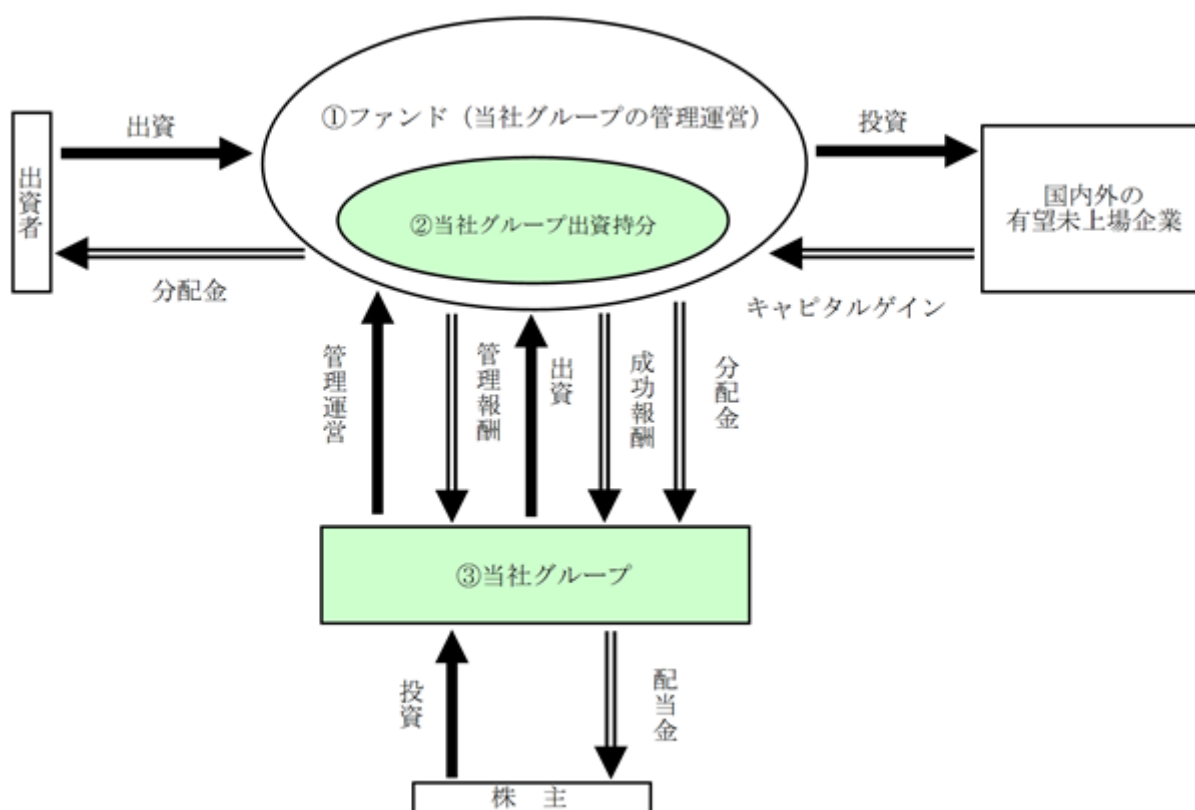 ①ファンド（当社グループの管理運営）
出資
投資
出資者
国内外の
有望未上場企業
②当社グループ出資持分
分配金
キャピタルゲイン
管理運営
管理報酬
出資
成功報酬
分配金
③当社グループ
投資
配当金
株　主